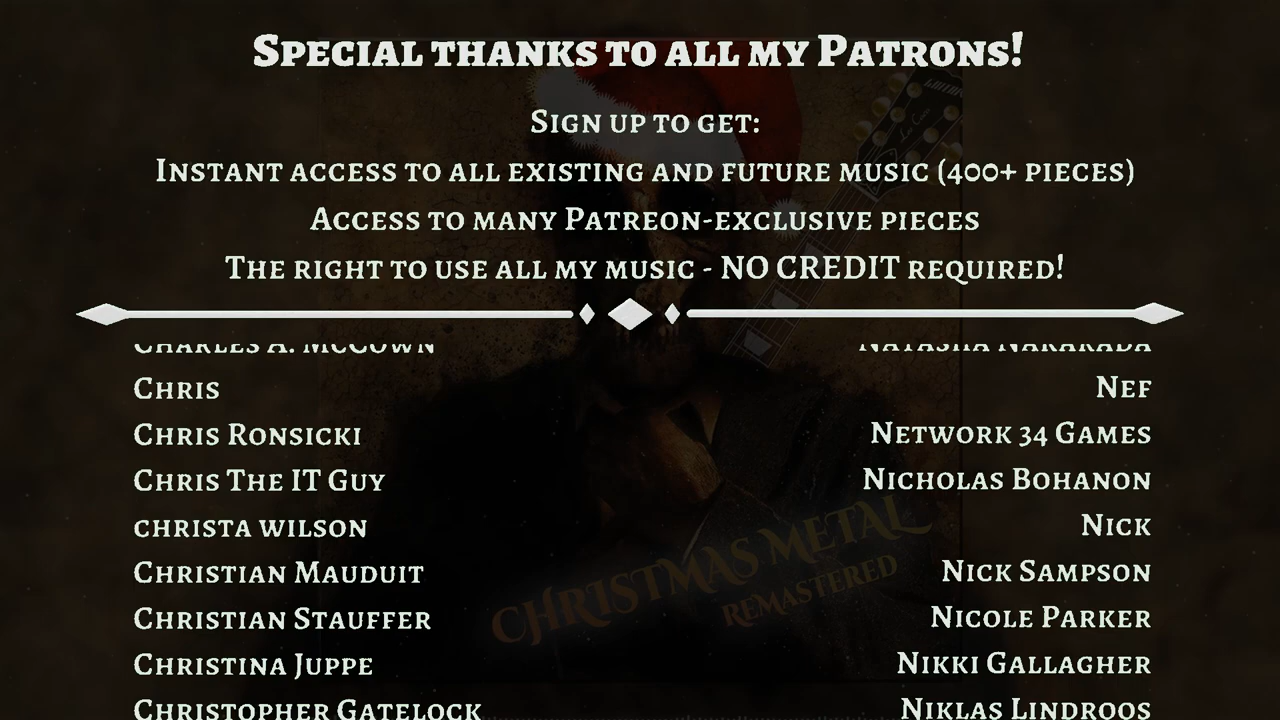 Special thanks to all my Patrons!
Sign up to get:
Instant access to all existing and future music (400+ pieces)
Access to many Patreon-exclusive pieces
The right to use all my music - NO CREDIT required!
Charles A. McCown
Chris
Chris Ronsicki
Chris The IT Guy
christa wilson
Christian Mauduit
Christian Stauffer
Christina Juppe
Christopher Gatelock
Nef
Network 34 Games
Nicholas Bohanon
Nick
Nick Sampson
Nicole Parker
Nikki Gallagher
Niklas Lindroos
Christmas Metal
Remastered